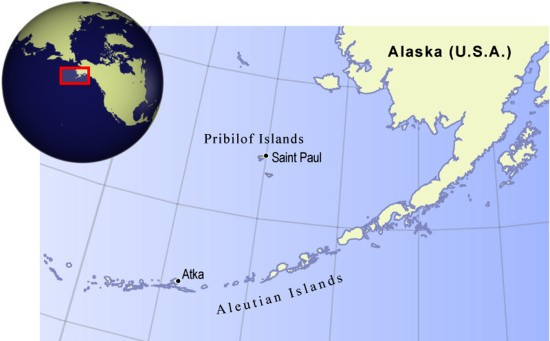 Alaska (U.S.A.)
Pribilof Islands
Saint Paul
Atka
Aleutian Islands